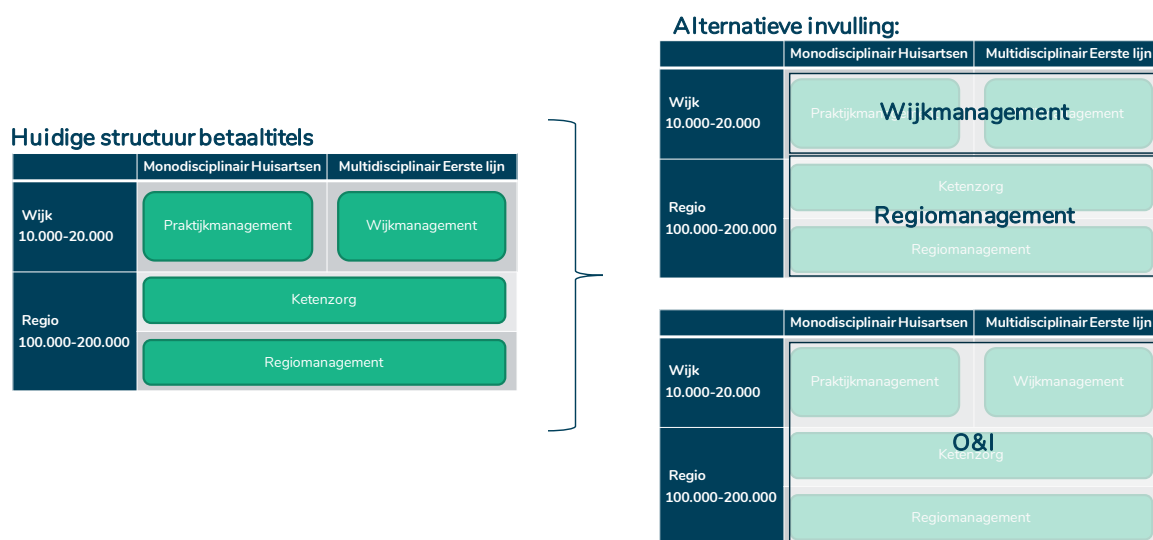 Huidige structuur betaaltitels
Monodisciplinair Huisartsen Multidisciplinair Eerste lijn
Wijk
10.000-20.000
Praktijkmanagement Wijkmanagement
Regio
100.000-200.000
Ketenzorg
Regiomanagement
Alternatieve invulling:
Monodisciplinair Huisartsen Multidisciplinair Eerste lijn
Wijk
10.000-20.000
Wijkmanagement
Regio
100.000-200.000
Ketenzorg
Regiomanagement
Regiomanagement
Monodisciplinair Huisartsen Multidisciplinair Eerste lijn
Wijk
10.000-20.000
Praktijkmanagement Wijkmanagement
Regio
100.000-200.000
O&I
Ketenzorg
Regiomanagement